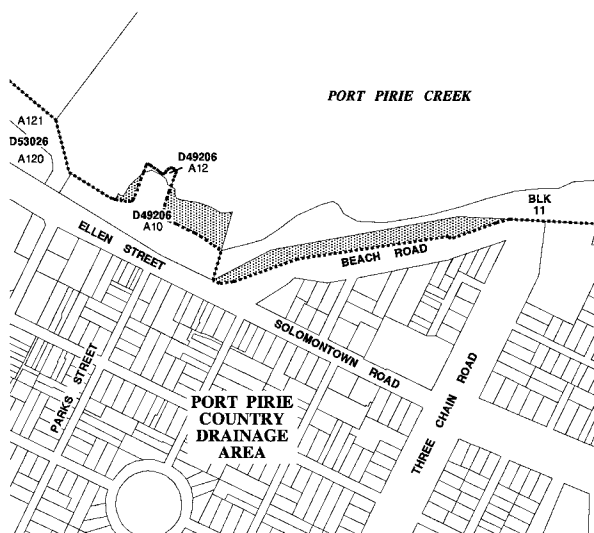 PORT PIRIE CREEK
A121
D53026
A120
D49206
A12
D49206
A10
BLK
11
ELLEN STREET
BEACH ROAD
SOLOMONTOWN ROAD
PARKS STREET
THREE CHAIN ROAD
PORT PIRIE
COUNTRY
DRAINAGE
AREA